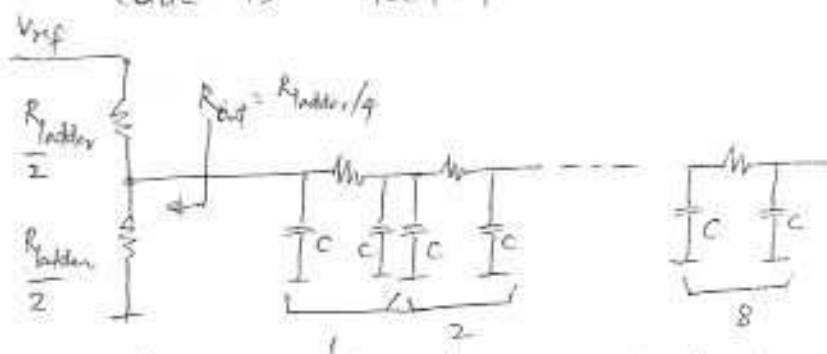 Vref
Rladder
2
Rout = Rladder/4
Rladder
2
C C C C C C
1 2 8